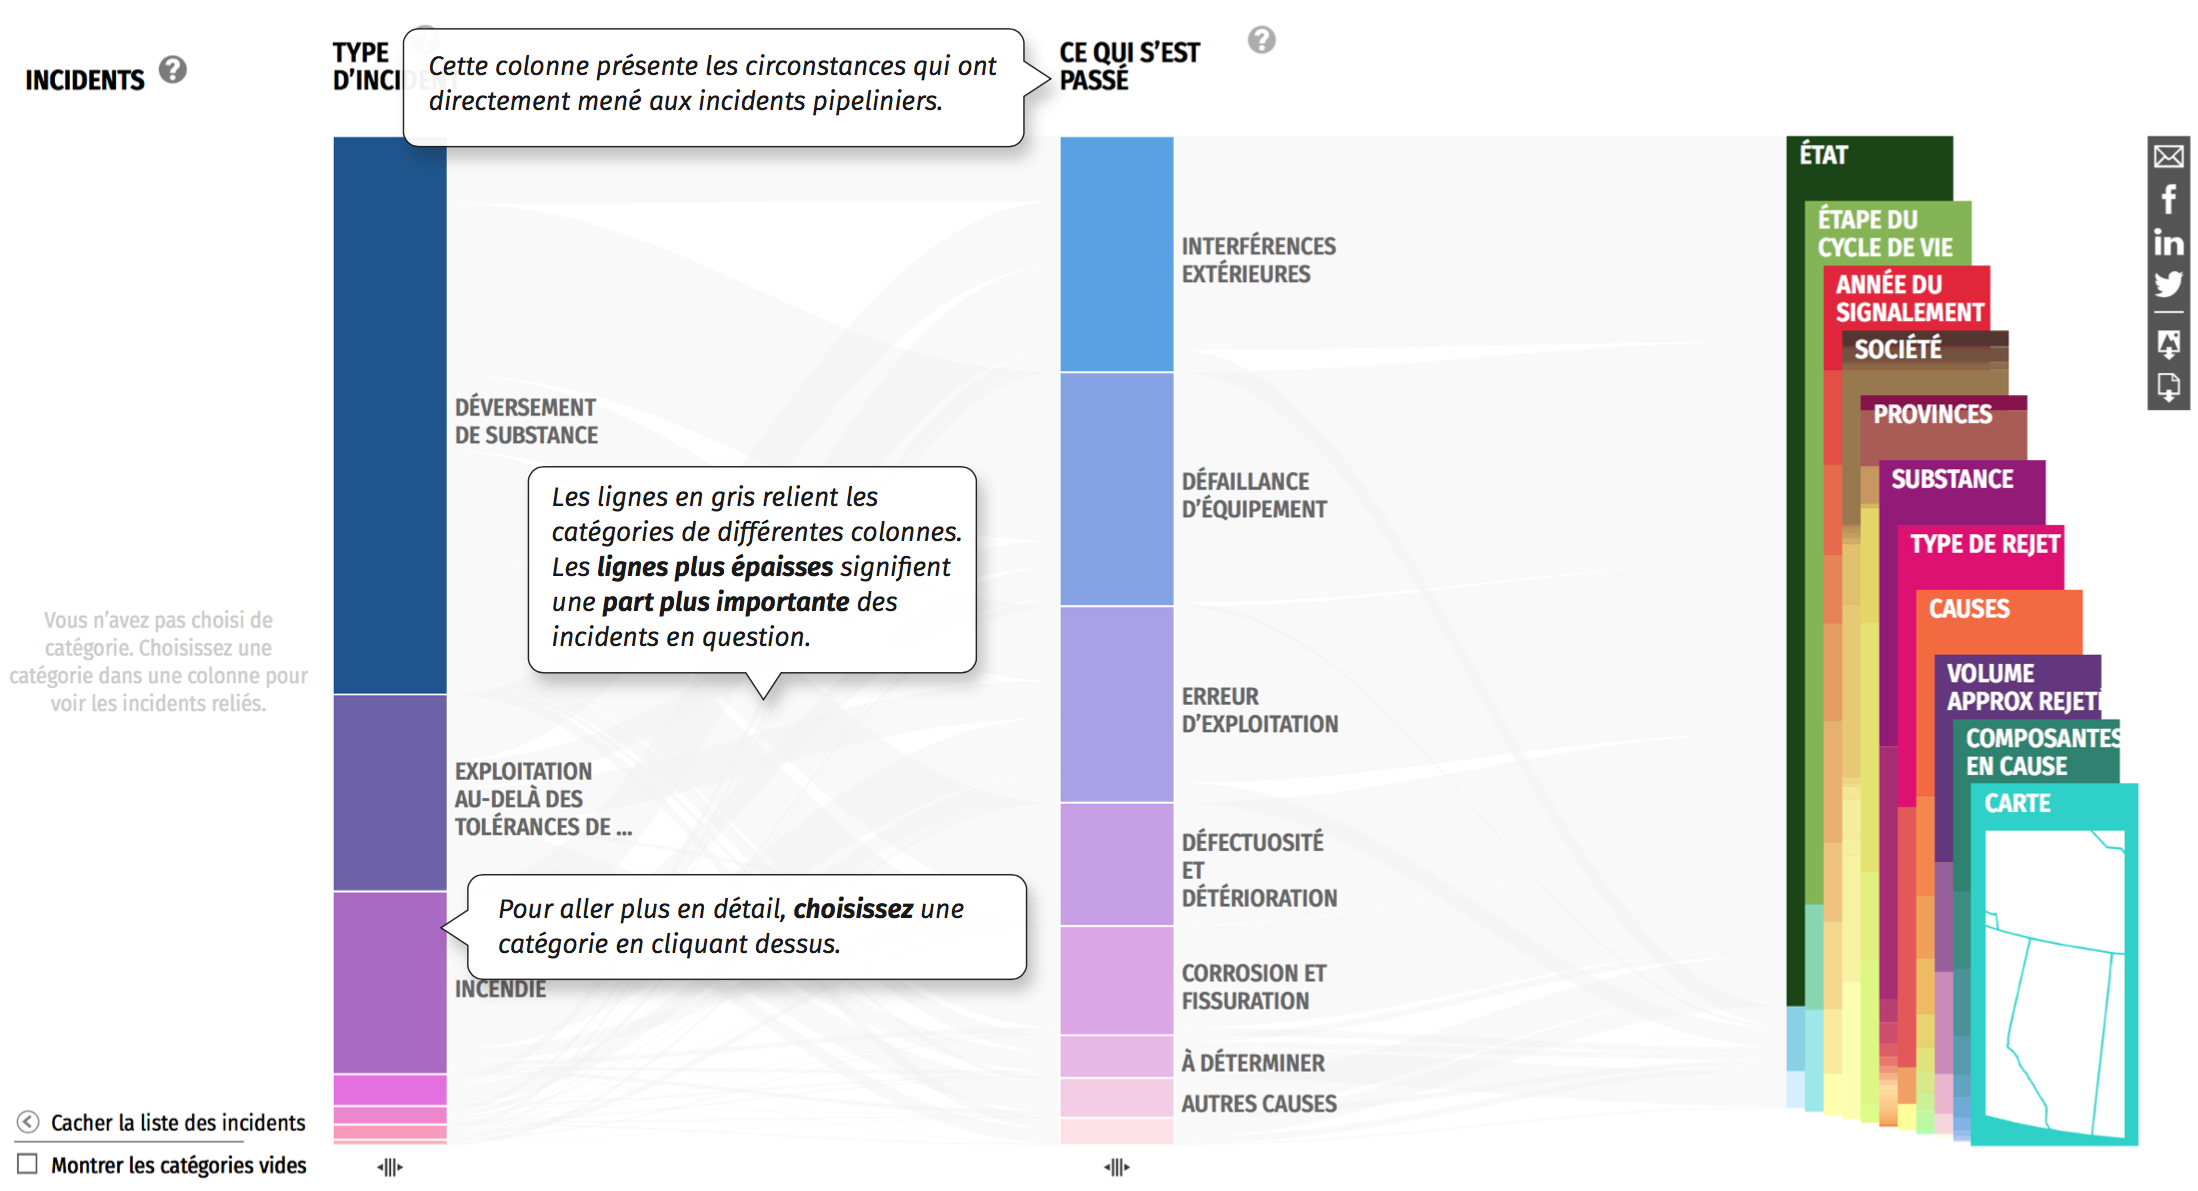 INCIDENTS
TYPE
D'INCIDENT
Cette colonne présente les circonstances qui ont
directement mené aux incidents pipeliniers.
CE QUI S'EST
PASSÉ
DÉVERSEMENT
DE SUBSTANCE
EXPLOITATION
AU-DELÀ DES
TOLÉRANCES DE ...
INCENDIE
Les lignes en gris relient les
catégories de différentes colonnes.
Les lignes plus épaisses signifient
une part plus importante des
incidents en question.
Pour aller plus en détail, choisissez une
catégorie en cliquant dessus.
INTERFÉRENCES
EXTÉRIEURES
DÉFAILLANCE
D'ÉQUIPEMENT
ERREUR
D'EXPLOITATION
DÉFECTUOSITÉ
ET
DÉTÉRIORATION
CORROSION ET
FISSURATION
À DÉTERMINER
AUTRES CAUSES
ÉTAT
ÉTAPE DU
CYCLE DE VIE
ANNÉE DU
SIGNALEMENT
SOCIÉTÉ
PROVINCES
SUBSTANCE
TYPE DE REJET
CAUSES
VOLUME
APPROX REJETÉ
COMPOSANTES
EN CAUSE
CARTE
Vous n'avez pas choisi de
catégorie. Choisissez une
catégorie dans une colonne pour
voir les incidents reliés.
Cacher la liste des incidents
Montrer les catégories vides